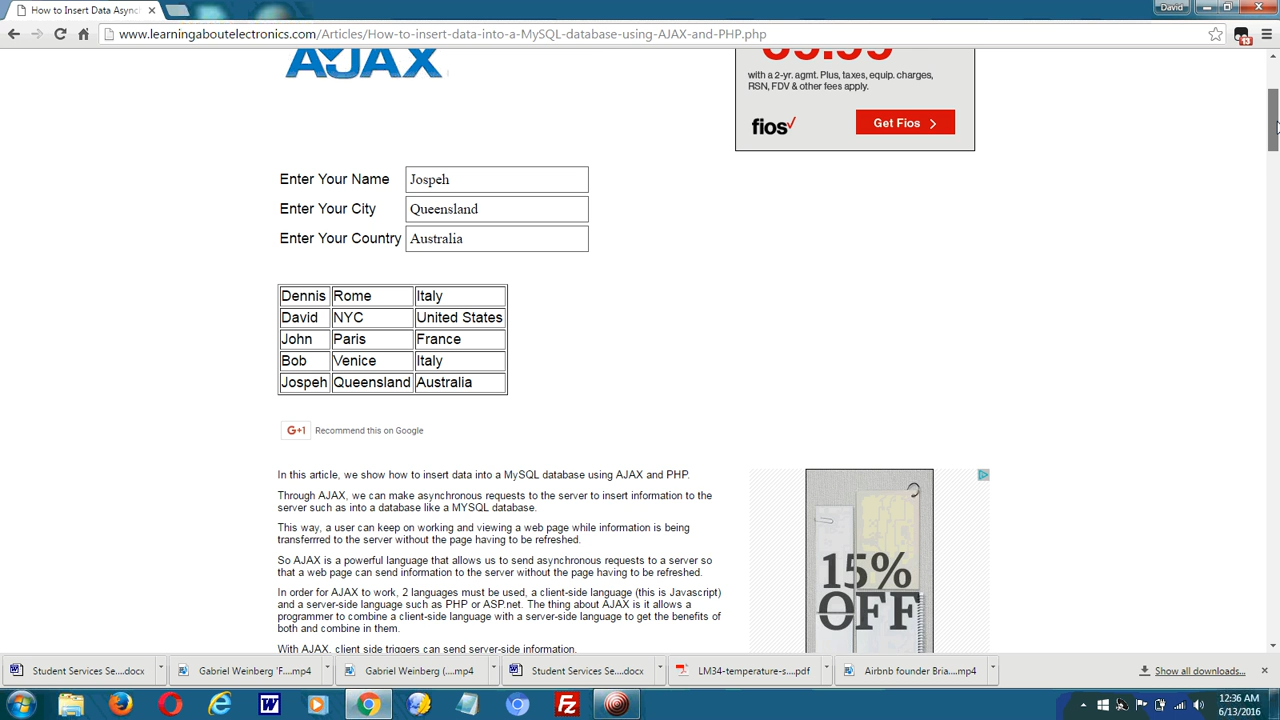 How to Insert Data Async
David
www.learningaboutelectronics.com/Articles/How-to-insert-data-into-a-MySQL-database-using-AJAX-and-PHP.php
13
AJAX
with a 2-yr. agmt. Plus, taxes, equip. charges,
RSN, FDV & other fees apply.
fios
Get Fios
Enter Your Name Jospeh
Enter Your City Queensland
Enter Your Country Australia
Dennis Rome Italy
David NYC United States
John Paris France
Bob Venice Italy
Jospeh Queensland Australia
G+1 Recommend this on Google
In this article, we show how to insert data into a MySQL database using AJAX and PHP.
Through AJAX, we can make asynchronous requests to the server to insert information to the
server such as into a database like a MYSQL database.
This way, a user can keep on working and viewing a web page while information is being
transferrred to the server without the page having to be refreshed.
So AJAX is a powerful language that allows us to send asynchronous requests to a server so
that a web page can send information to the server without the page having to be refreshed.
In order for AJAX to work, 2 languages must be used, a client-side language (this is Javascript)
and a server-side language such as PHP or ASP.net. The thing about AJAX is it allows a
programmer to combine a client-side language with a server-side language to get the benefits of
both and combine in them.
With AJAX, client side triggers can send server-side information.
15%
OFF
Student Services Se....docx
Gabriel Weinberg 'F....mp4
Gabriel Weinberg (....mp4
Student Services Se....docx
LM34-temperature-s....pdf
Airbnb founder Bria....mp4
Show all downloads...
12:36 AM
6/13/2016